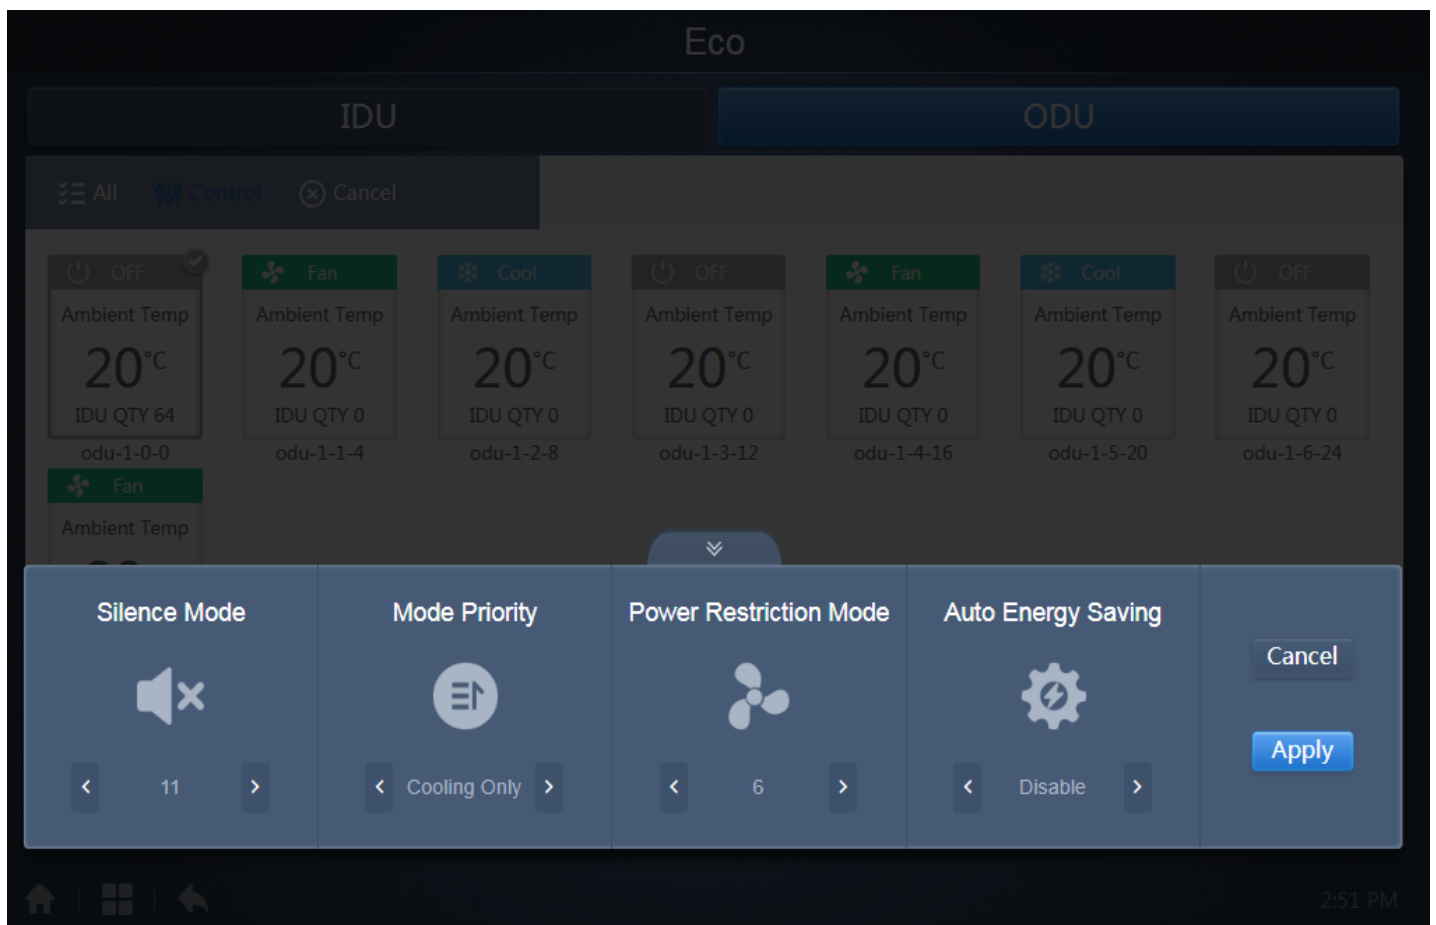 Eco
IDU
ODU
All
Control
Cancel
OFF
Fan
Cool
OFF
Fan
Cool
OFF
Ambient Temp
Ambient Temp
Ambient Temp
Ambient Temp
Ambient Temp
Ambient Temp
Ambient Temp
20°C
20°C
20°C
20°C
20°C
20°C
20°C
IDU QTY 64
IDU QTY 0
IDU QTY 0
IDU QTY 0
IDU QTY 0
IDU QTY 0
IDU QTY 0
odu-1-0-0
odu-1-1-4
odu-1-2-8
odu-1-3-12
odu-1-4-16
odu-1-5-20
odu-1-6-24
Fan
Ambient Temp
Silence Mode
Mode Priority
Power Restriction Mode
Auto Energy Saving
Cancel
Apply
11
Cooling Only
6
Disable
2:51 PM